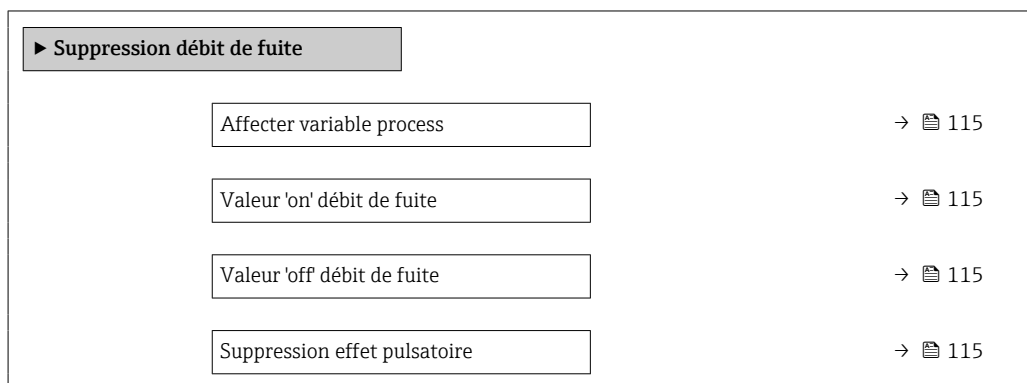 ▶ Suppression débit de fuite
Affecter variable process → 115
Valeur 'on' débit de fuite → 115
Valeur 'off' débit de fuite → 115
Suppression effet pulsatoire → 115